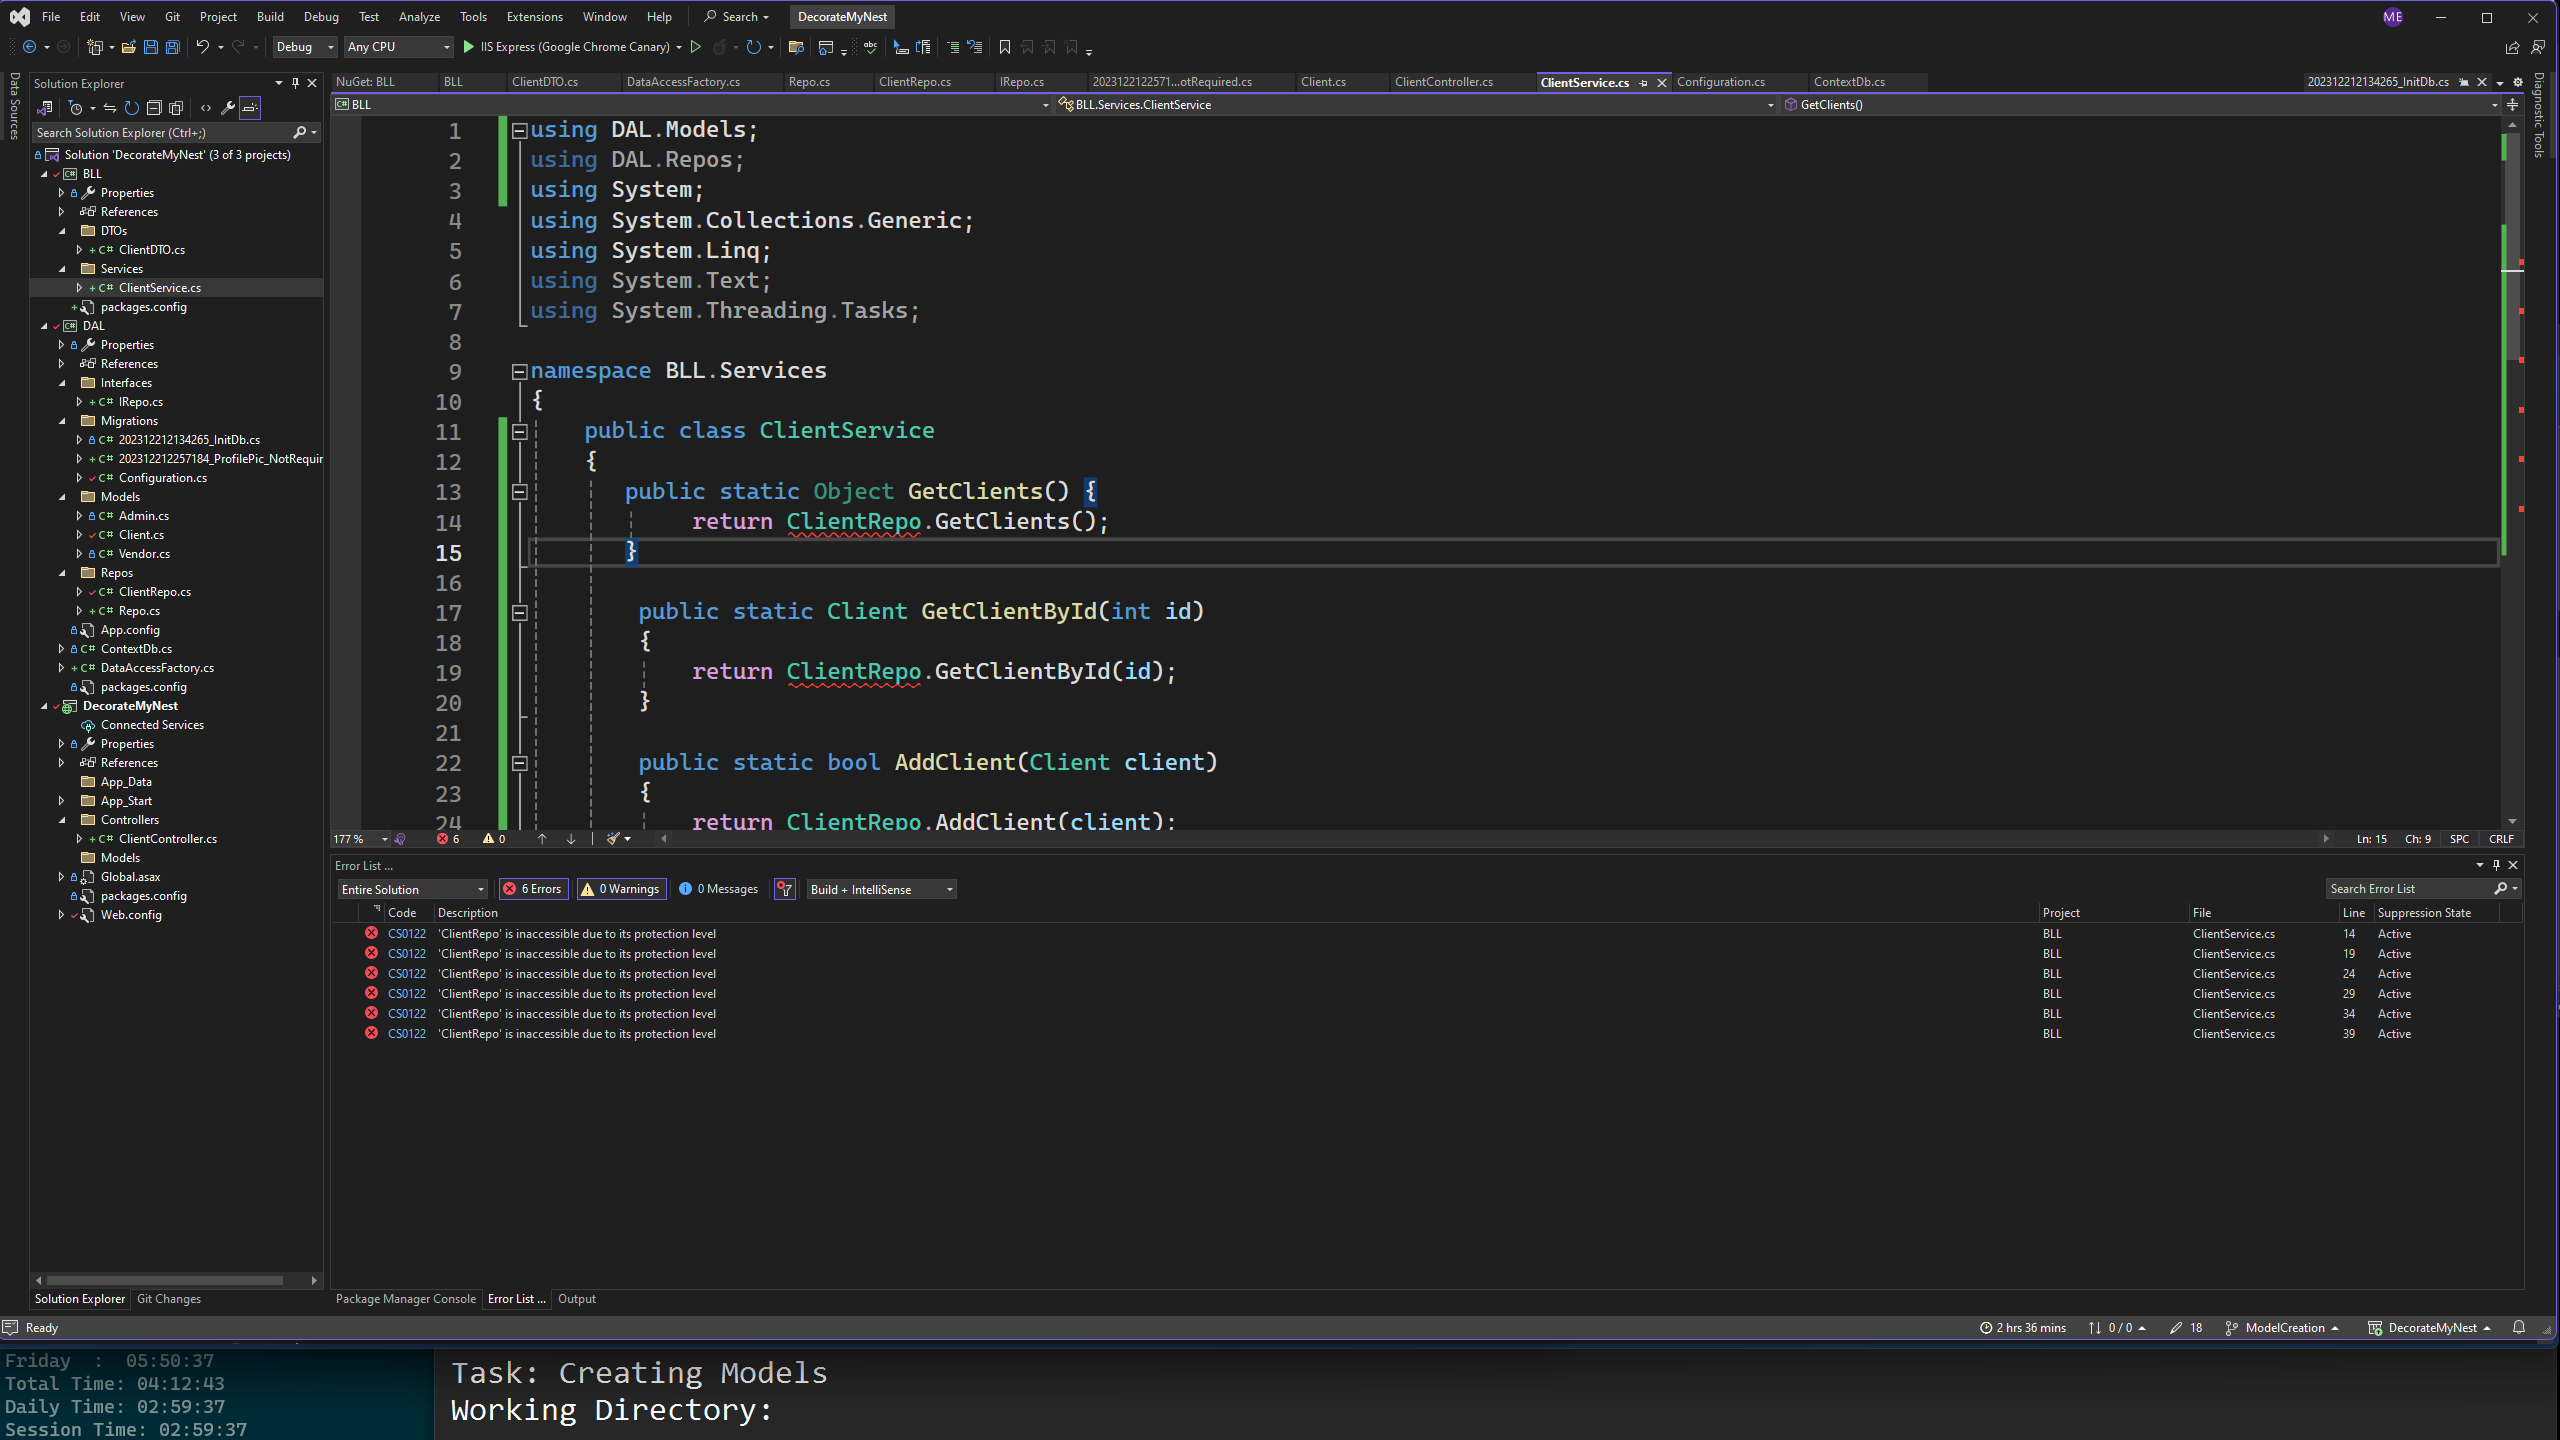 File Edit View Git Project Build Debug Test Analyze Tools Extensions Window Help Search DecorateMyNest ME
Debug Any CPU IIS Express (Google Chrome Canary)
Data Sources
Solution Explorer
Search Solution Explorer (Ctrl+;)
Solution 'DecorateMyNest' (3 of 3 projects)
BLL
Properties
References
DTOs
C# ClientDTO.cs
Services
C# ClientService.cs
packages.config
DAL
Properties
References
Interfaces
C# IRepo.cs
Migrations
C# 202312212134265_InitDb.cs
C# 202312212257184_ProfilePic_NotRequir
C# Configuration.cs
Models
C# Admin.cs
C# Client.cs
C# Vendor.cs
Repos
C# ClientRepo.cs
C# Repo.cs
App.config
C# ContextDb.cs
C# DataAccessFactory.cs
packages.config
DecorateMyNest
Connected Services
Properties
References
App_Data
App_Start
Controllers
C# ClientController.cs
Models
Global.asax
packages.config
Web.config
Solution Explorer Git Changes
NuGet: BLL BLL ClientDTO.cs DataAccessFactory.cs Repo.cs ClientRepo.cs IRepo.cs 2023122122571...otRequired.cs Client.cs ClientController.cs ClientService.cs Configuration.cs ContextDb.cs 202312212134265_InitDb.cs
BLL BLL.Services.ClientService GetClients()
Diagnostic Tools
1 using DAL.Models;
2 using DAL.Repos;
3 using System;
4 using System.Collections.Generic;
5 using System.Linq;
6 using System.Text;
7 using System.Threading.Tasks;
8
9 namespace BLL.Services
10 {
11 public class ClientService
12 {
13 public static Object GetClients() {
14 return ClientRepo.GetClients();
15 }
16
17 public static Client GetClientById(int id)
18 {
19 return ClientRepo.GetClientById(id);
20 }
21
22 public static bool AddClient(Client client)
23 {
24 return ClientRepo.AddClient(client);
177 % 6 0 Ln: 15 Ch: 9 SPC CRLF
Error List ...
Entire Solution 6 Errors 0 Warnings 0 Messages Build + IntelliSense Search Error List
Code Description Project File Line Suppression State
CS0122 'ClientRepo' is inaccessible due to its protection level BLL ClientService.cs 14 Active
CS0122 'ClientRepo' is inaccessible due to its protection level BLL ClientService.cs 19 Active
CS0122 'ClientRepo' is inaccessible due to its protection level BLL ClientService.cs 24 Active
CS0122 'ClientRepo' is inaccessible due to its protection level BLL ClientService.cs 29 Active
CS0122 'ClientRepo' is inaccessible due to its protection level BLL ClientService.cs 34 Active
CS0122 'ClientRepo' is inaccessible due to its protection level BLL ClientService.cs 39 Active
Package Manager Console Error List ... Output
Ready 2 hrs 36 mins 0 / 0 18 ModelCreation DecorateMyNest
Friday : 05:50:37
Total Time: 04:12:43
Daily Time: 02:59:37
Session Time: 02:59:37
Task: Creating Models
Working Directory: